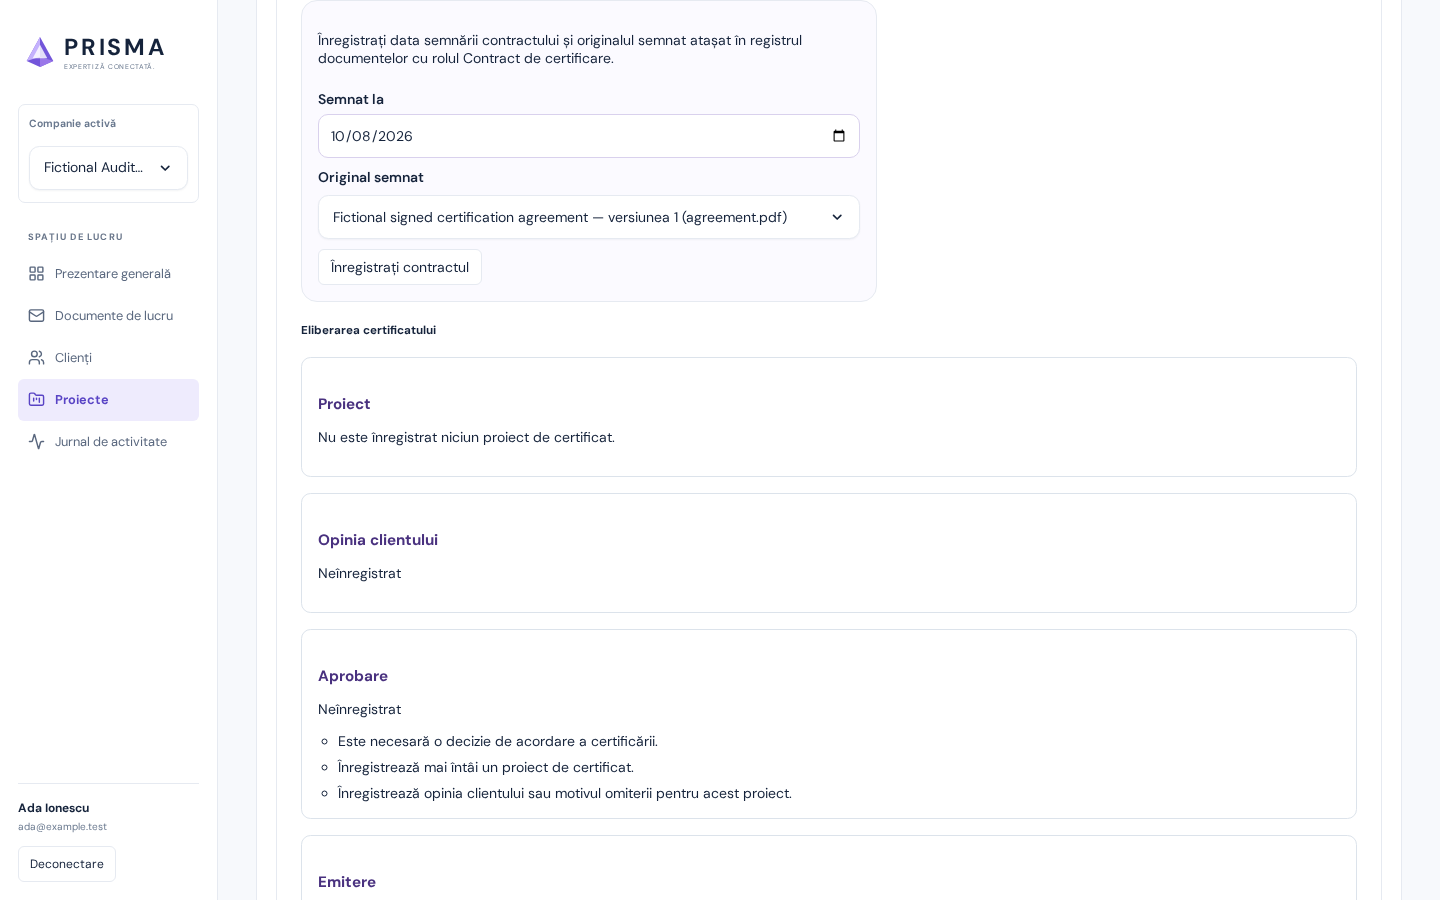 PRISMA
EXPERTIZĂ CONECTATĂ.
Companie activă
Fictional Audit...
SPAȚIU DE LUCRU
Prezentare generală
Documente de lucru
Clienți
Proiecte
Jurnal de activitate
Ada Ionescu
ada@example.test
Deconectare
Înregistrați data semnării contractului și originalul semnat atașat în registrul
documentelor cu rolul Contract de certificare.
Semnat la
10/08/2026
Original semnat
Fictional signed certification agreement — versiunea 1 (agreement.pdf)
Înregistrați contractul
Eliberarea certificatului
Proiect
Nu este înregistrat niciun proiect de certificat.
Opinia clientului
Neînregistrat
Aprobare
Neînregistrat
Este necesară o decizie de acordare a certificării.
Înregistrează mai întâi un proiect de certificat.
Înregistrează opinia clientului sau motivul omiterii pentru acest proiect.
Emitere